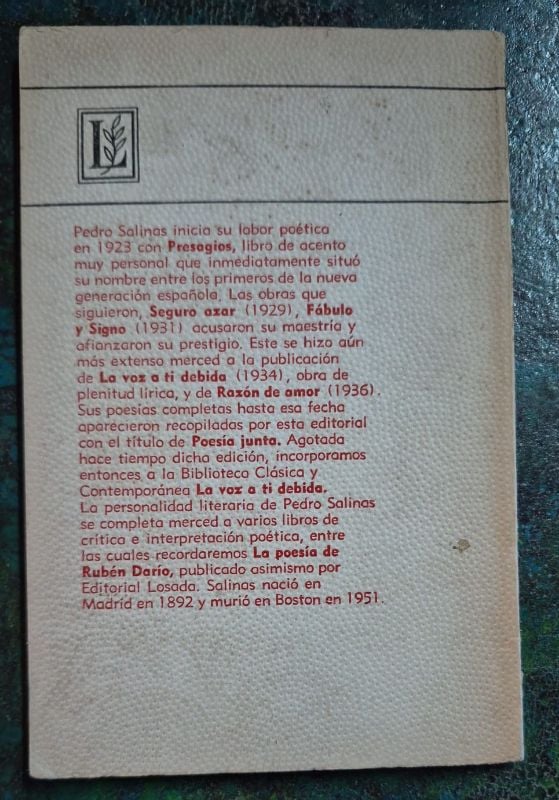 L
Pedro Salinas inicia su labor poética
en 1923 con Presagios, libro de acento
muy personal que inmediatamente situó
su nombre entre los primeros de la nueva
generación española. Las obras que
siguieron, Seguro azar (1929), Fábula
y Signo (1931) acusaron su maestría y
afianzaron su prestigio. Este se hizo aún
más extenso merced a la publicación
de La voz a ti debida (1934), obra de
plenitud lírica, y de Razón de amor (1936).
Sus poesías completas hasta esa fecha
aparecieron recopiladas por esta editorial
con el título de Poesía junta. Agotada
hace tiempo dicha edición, incorporamos
entonces a la Biblioteca Clásica y
Contemporánea La voz a ti debida.
La personalidad literaria de Pedro Salinas
se completa merced a varios libros de
crítica e interpretación poética, entre
las cuales recordaremos La poesía de
Rubén Darío, publicado asimismo por
Editorial Losada. Salinas nació en
Madrid en 1892 y murió en Boston en 1951.